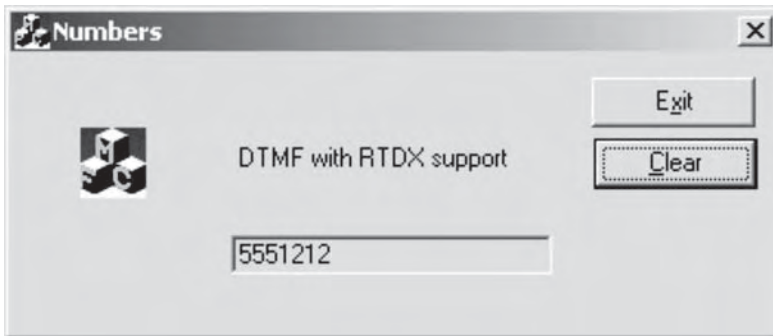 Numbers
Exit
DTMF with RTDX support
Clear
5551212
M
F C